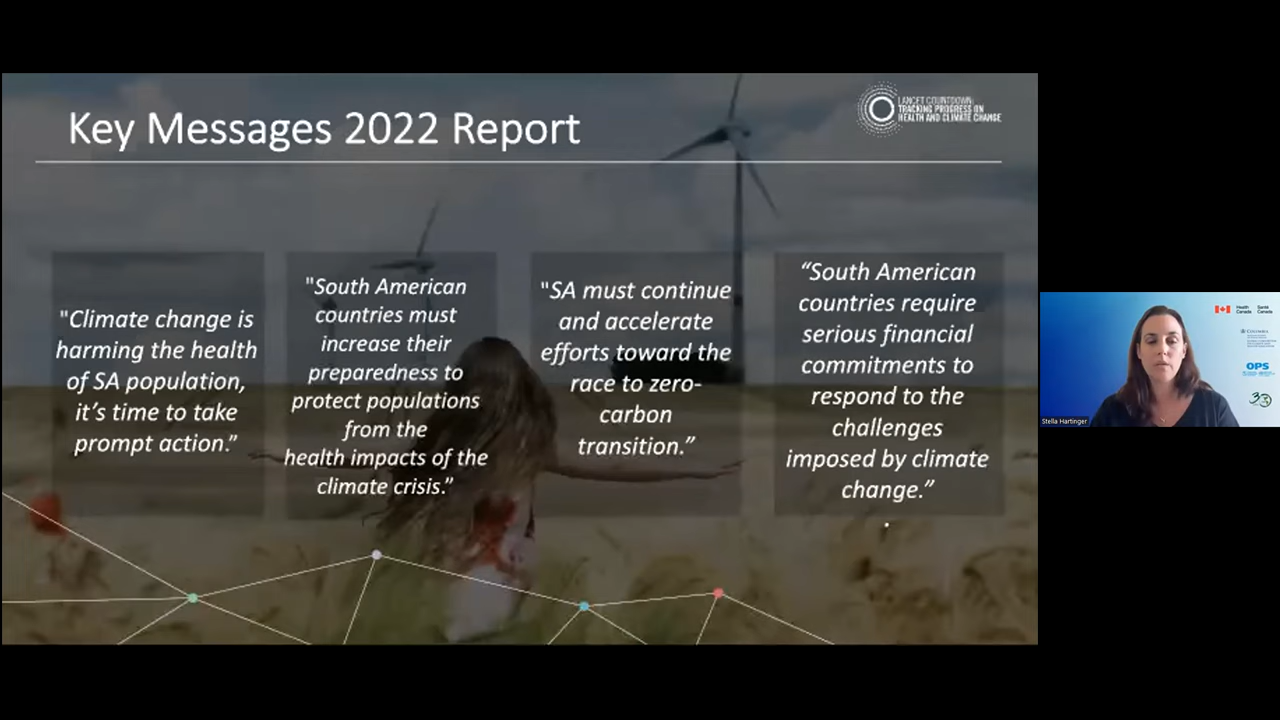 Key Messages 2022 Report
LANCET COUNTDOWN:
TRACKING PROGRESS ON
HEALTH AND CLIMATE CHANGE
"Climate change is
harming the health
of SA population,
it’s time to take
prompt action.”
"South American
countries must
increase their
preparedness to
protect populations
from the
health impacts of the
climate crisis.”
"SA must continue
and accelerate
efforts toward the
race to zero-
carbon
transition.”
“South American
countries require
serious financial
commitments to
respond to the
challenges
imposed by climate
change.”
.
Stella Hartinger
Health Santé
Canada Canada
OPS